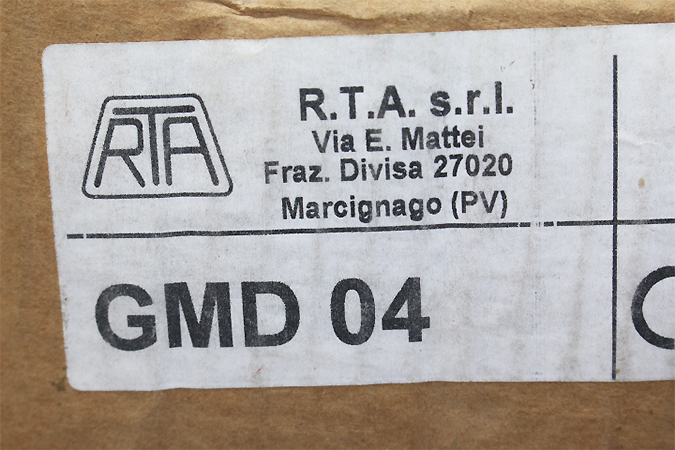 RTA
R.T.A. s.r.l.
Via E. Mattei
Fraz. Divisa 27020
Marcignago (PV)
GMD 04